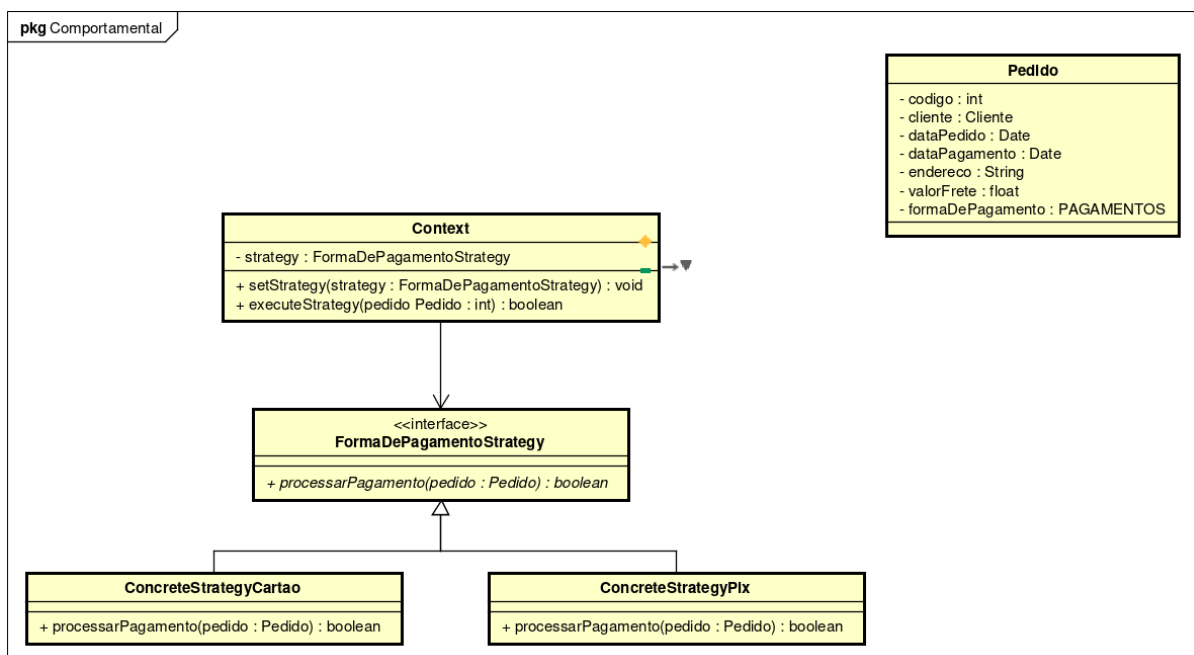 pkg Comportamental
Pedido
- codigo : int
- cliente : Cliente
- dataPedido : Date
- dataPagamento : Date
- endereco : String
- valorFrete : float
- formaDePagamento : PAGAMENTOS
Context
- strategy : FormaDePagamentoStrategy
+ setStrategy(strategy : FormaDePagamentoStrategy) : void
+ executeStrategy(pedido Pedido : int) : boolean
<<interface>>
FormaDePagamentoStrategy
+ processarPagamento(pedido : Pedido) : boolean
ConcreteStrategyCartao
+ processarPagamento(pedido : Pedido) : boolean
ConcreteStrategyPix
+ processarPagamento(pedido : Pedido) : boolean